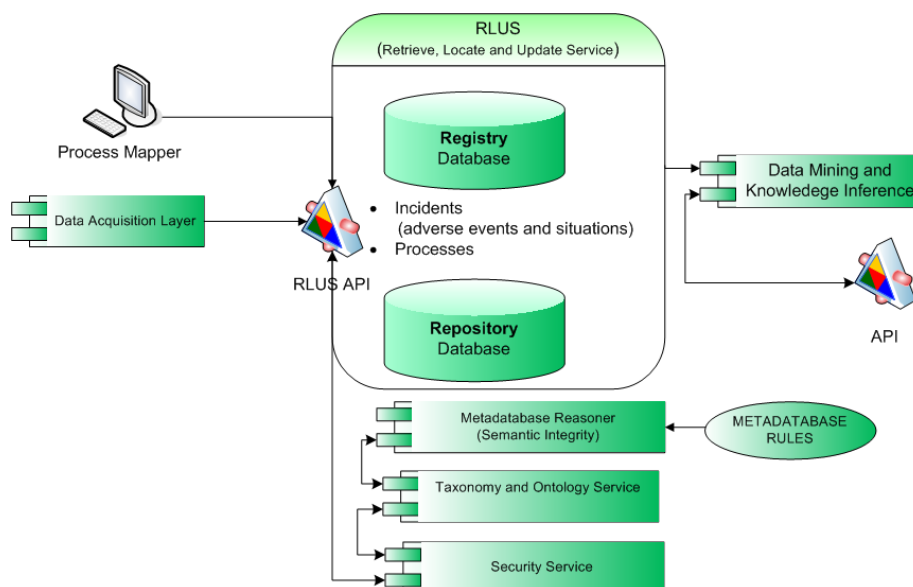 RLUS
(Retrieve, Locate and Update Service)
Process Mapper
Registry
Database
Data Mining and
Knowledege Inference
Data Acquisition Layer
• Incidents
(adverse events and situations)
• Processes
RLUS API
API
Repository
Database
Metadatabase Reasoner
(Semantic Integrity)
METADATABASE
RULES
Taxonomy and Ontology Service
Security Service